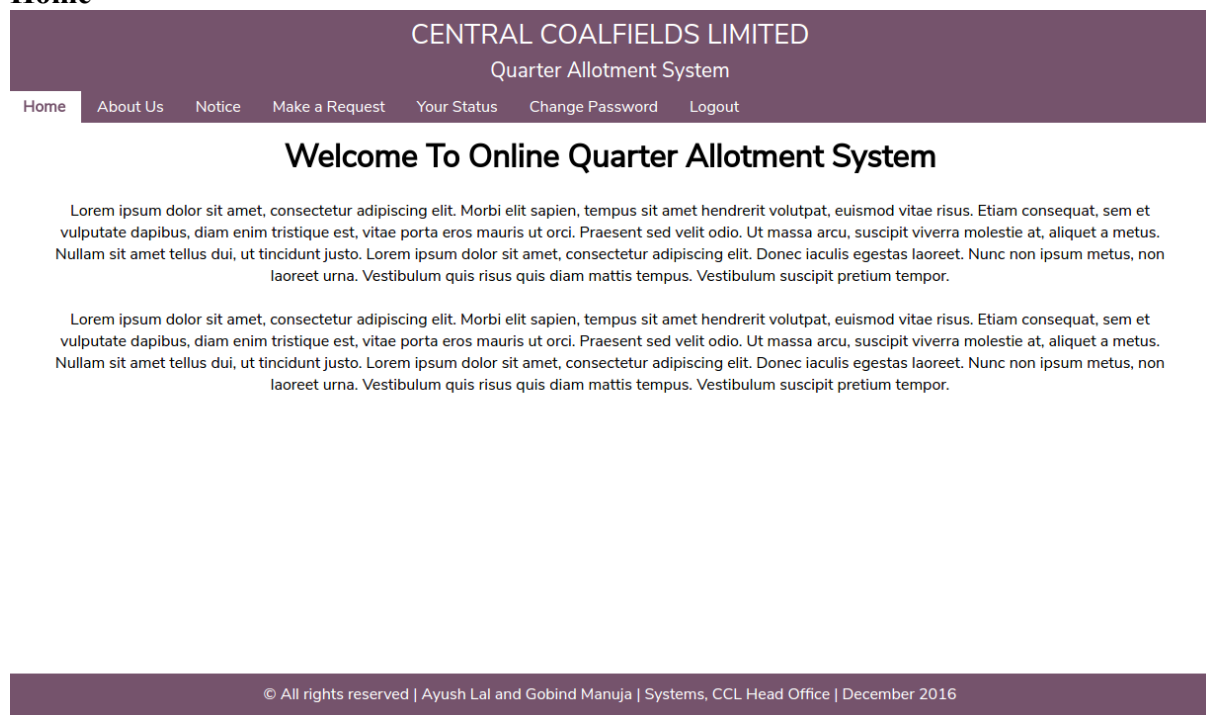 Home
CENTRAL COALFIELDS LIMITED
Quarter Allotment System
Home About Us Notice Make a Request Your Status Change Password Logout
Welcome To Online Quarter Allotment System
Lorem ipsum dolor sit amet, consectetur adipiscing elit. Morbi elit sapien, tempus sit amet hendrerit volutpat, euismod vitae risus. Etiam consequat, sem et
vulputate dapibus, diam enim tristique est, vitae porta eros mauris ut orci. Praesent sed velit odio. Ut massa arcu, suscipit viverra molestie at, aliquet a metus.
Nullam sit amet tellus dui, ut tincidunt justo. Lorem ipsum dolor sit amet, consectetur adipiscing elit. Donec iaculis egestas laoreet. Nunc non ipsum metus, non
laoreet urna. Vestibulum quis risus quis diam mattis tempus. Vestibulum suscipit pretium tempor.
Lorem ipsum dolor sit amet, consectetur adipiscing elit. Morbi elit sapien, tempus sit amet hendrerit volutpat, euismod vitae risus. Etiam consequat, sem et
vulputate dapibus, diam enim tristique est, vitae porta eros mauris ut orci. Praesent sed velit odio. Ut massa arcu, suscipit viverra molestie at, aliquet a metus.
Nullam sit amet tellus dui, ut tincidunt justo. Lorem ipsum dolor sit amet, consectetur adipiscing elit. Donec iaculis egestas laoreet. Nunc non ipsum metus, non
laoreet urna. Vestibulum quis risus quis diam mattis tempus. Vestibulum suscipit pretium tempor.
© All rights reserved | Ayush Lal and Gobind Manuja | Systems, CCL Head Office | December 2016